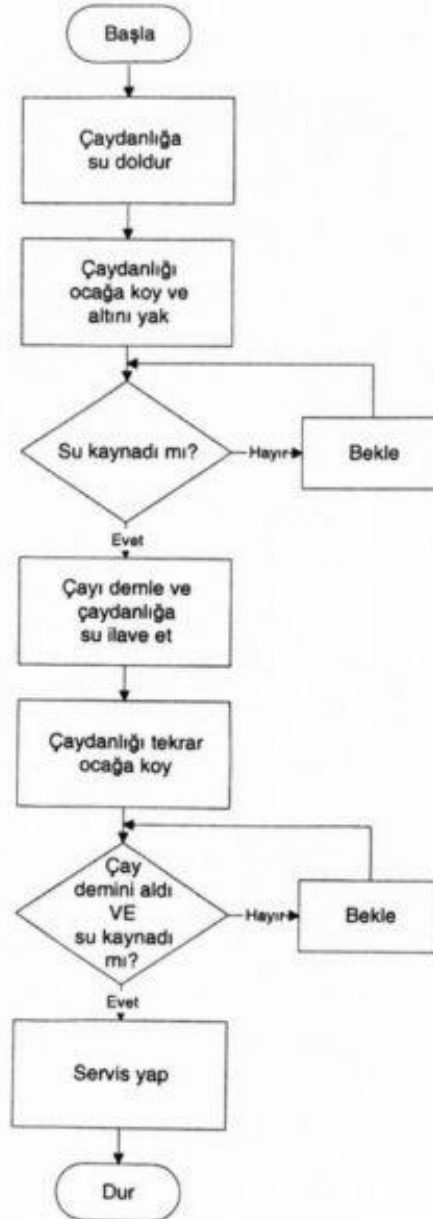 Başla
Çaydanlığa
su doldur
Çaydanlığı
ocağa koy ve
altını yak
Su kaynadı mı?
Hayır
Bekle
Evet
Çayı demle ve
çaydanlığa
su ilave et
Çaydanlığı tekrar
ocağa koy
Çay
demini aldı
VE
su kaynadı
mı?
Hayır
Bekle
Evet
Servis yap
Dur